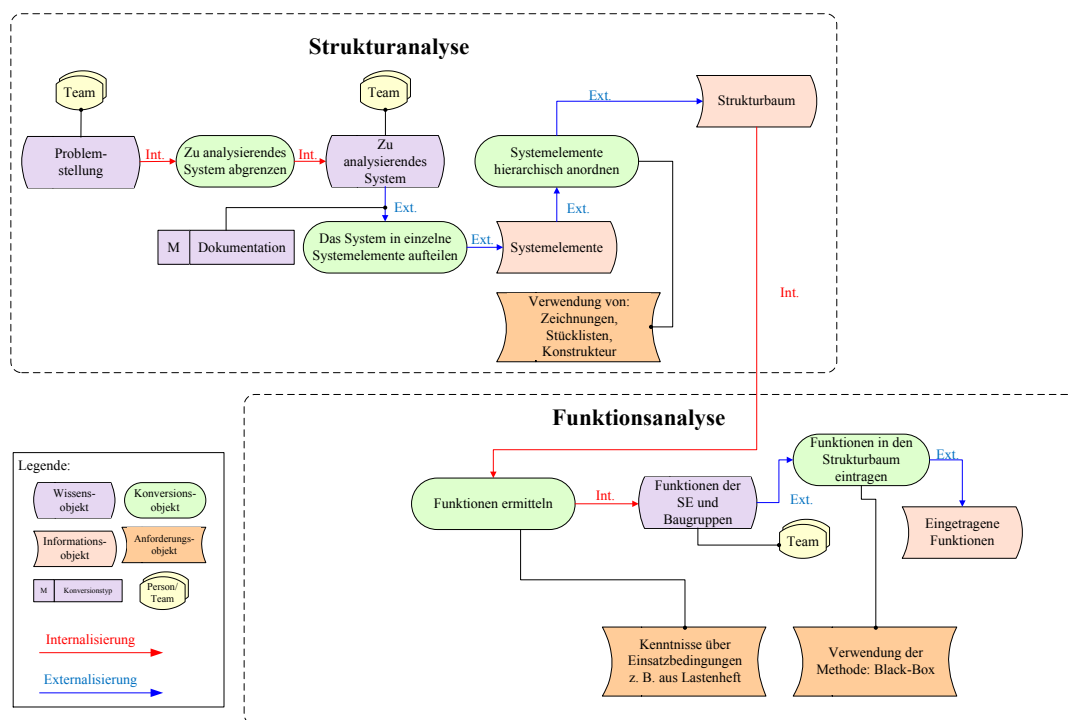 Strukturanalyse
Team
Team
Problem-
stellung
Int.
Zu analysierendes
System abgrenzen
Int.
Zu
analysierendes
System
Ext.
M
Dokumentation
Das System in einzelne
Systemelemente aufteilen
Ext.
Systemelemente
Ext.
Systemelemente
hierarchisch anordnen
Ext.
Strukturbaum
Verwendung von:
Zeichnungen,
Stücklisten,
Konstrukteur
Int.
Funktionsanalyse
Funktionen ermitteln
Int.
Funktionen der
SE und
Baugruppen
Ext.
Team
Funktionen in den
Strukturbaum
eintragen
Ext.
Eingetragene
Funktionen
Kenntnisse über
Einsatzbedingungen
z. B. aus Lastenheft
Verwendung der
Methode: Black-Box
Legende:
Wissens-
objekt
Konversions-
objekt
Informations-
objekt
Anforderungs-
objekt
M
Konversionstyp
Person/
Team
Internalisierung
Externalisierung